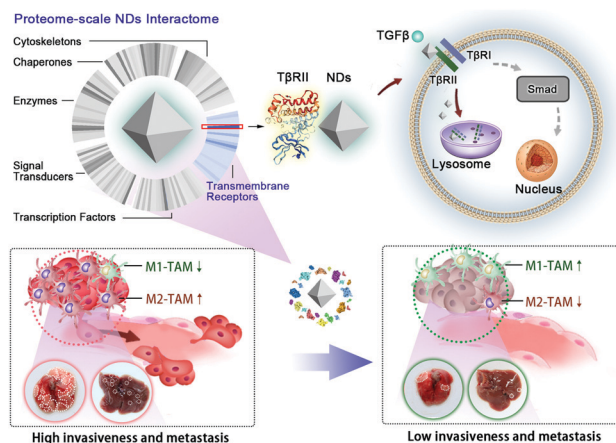 Proteome-scale NDs Interactome
Cytoskeletons
Chaperones
Enzymes
Signal
Transducers
Transcription Factors
Transmembrane
Receptors
TβRII
NDs
TGFβ
TβRI
TβRII
Smad
Lysosome
Nucleus
M1-TAM ↓
M2-TAM ↑
High invasiveness and metastasis
M1-TAM ↑
M2-TAM ↓
Low invasiveness and metastasis